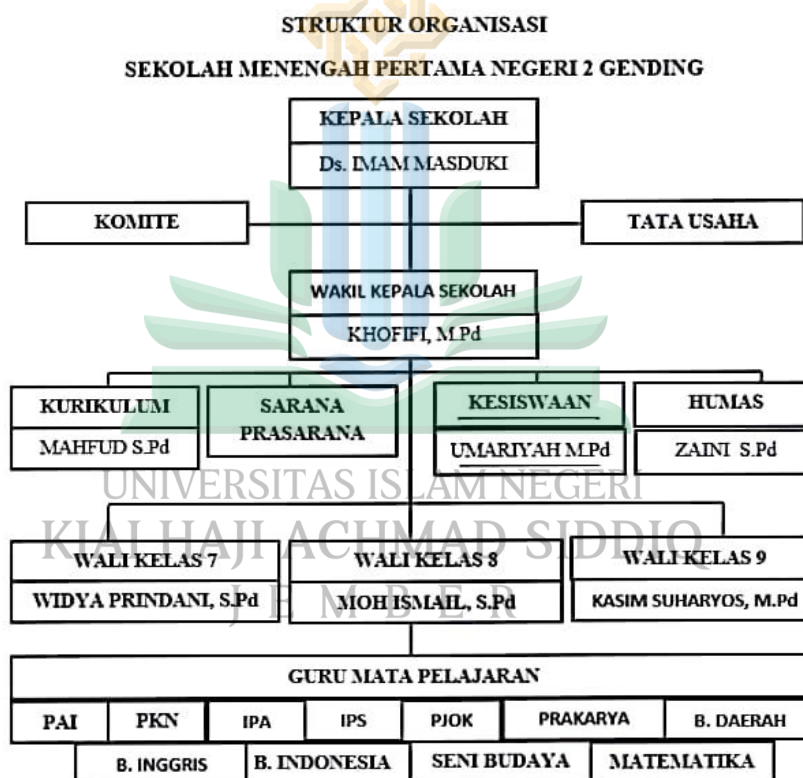 STRUKTUR ORGANISASI
SEKOLAH MENENGAH PERTAMA NEGERI 2 GENDING
KEPALA SEKOLAH
Ds. IMAM MASDUKI
KOMITE
TATA USAHA
WAKIL KEPALA SEKOLAH
KHOFIFI, M.Pd
KURIKULUM
MAHFUD S.Pd
SARANA
PRASARANA
KESISWAAN
UMARIYAH M.Pd
HUMAS
ZAINI S.Pd
UNIVERSITAS ISLAM NEGERI
KIAI HAJI ACHMAD SIDDIQ
JEMBER
WALI KELAS 7
WIDYA PRINDANI, S.Pd
WALI KELAS 8
MOH ISMAIL, S.Pd
WALI KELAS 9
KASIM SUHARYOS, M.Pd
GURU MATA PELAJARAN
PAI
PKN
IPA
IPS
PJOK
PRAKARYA
B. DAERAH
B. INGGRIS
B. INDONESIA
SENI BUDAYA
MATEMATIKA